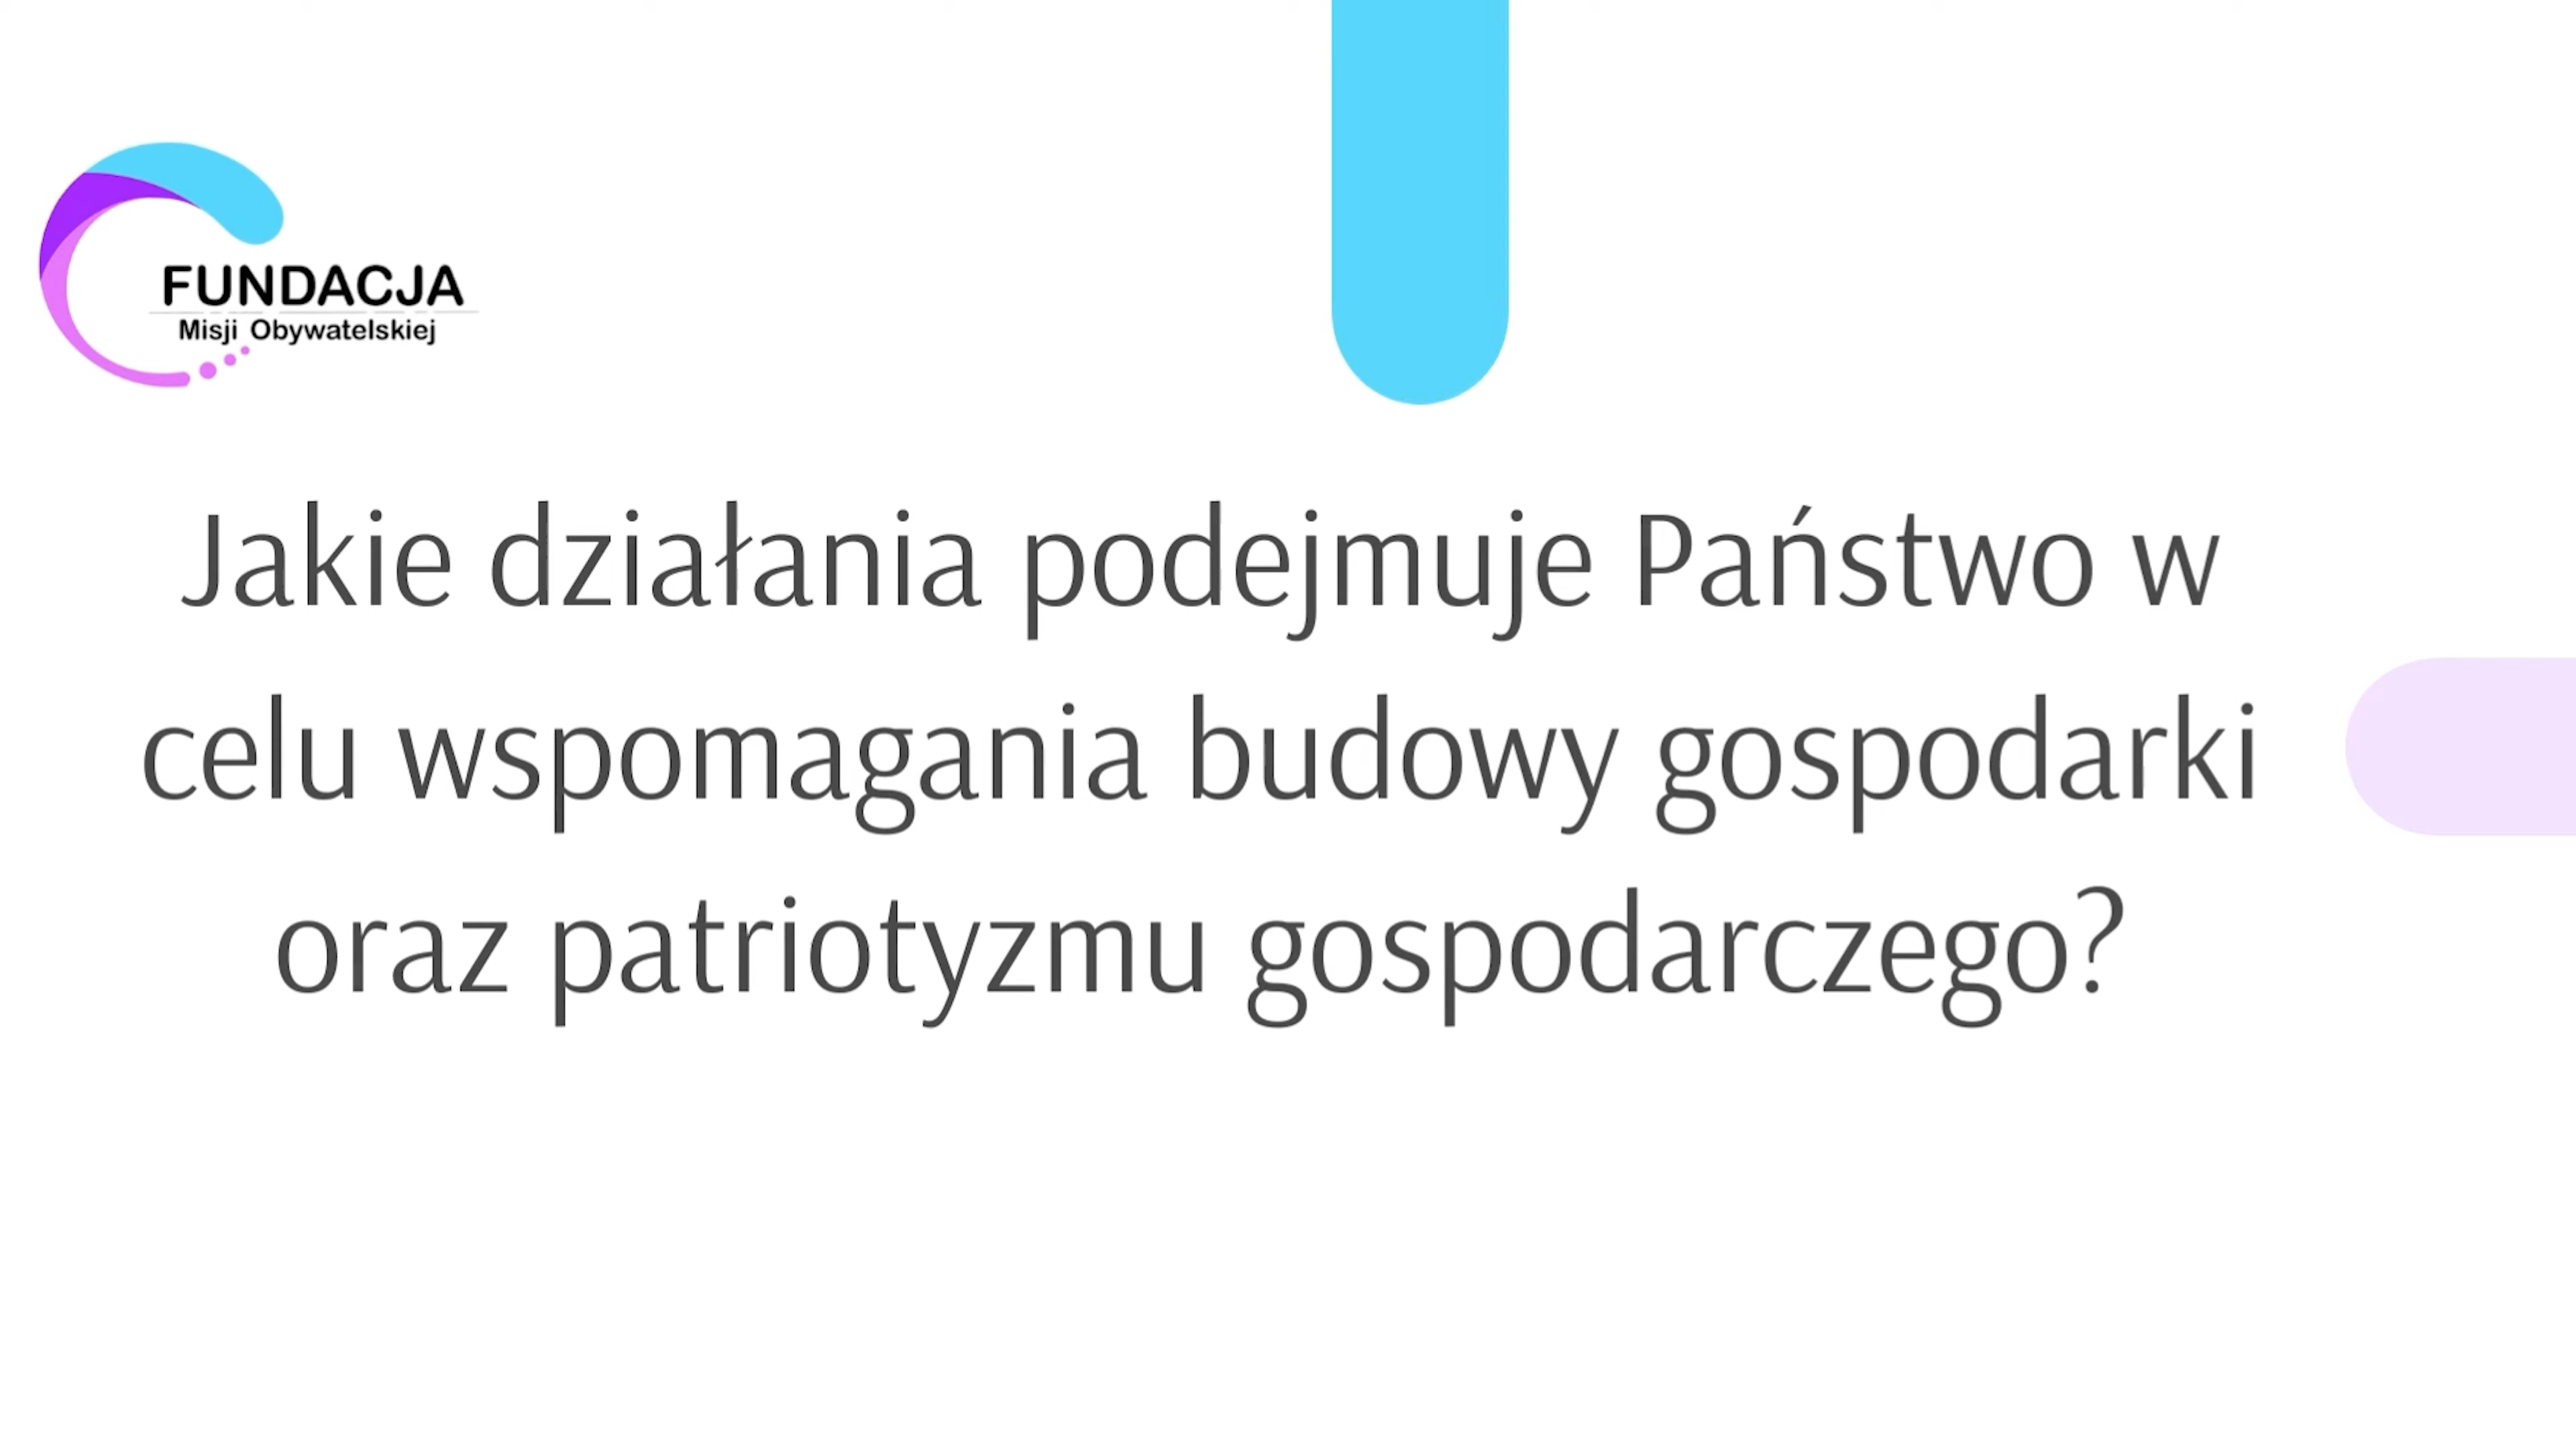 FUNDACJA
Misji Obywatelskiej
Jakie działania podejmuje Państwo w
celu wspomagania budowy gospodarki
oraz patriotyzmu gospodarczego?